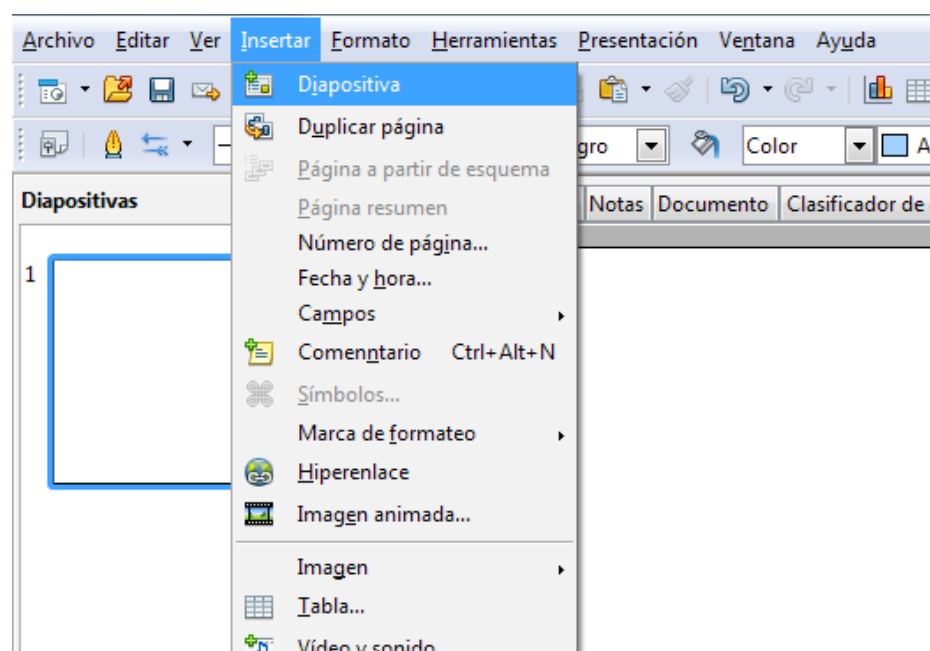 Archivo Editar Ver Insertar Formato Herramientas Presentación Ventana Ayuda
Diapositiva
Duplicar página
gro Color A
Página a partir de esquema
Diapositivas
Página resumen
Notas Documento Clasificador de
Número de página...
1
Fecha y hora...
Campos
Comenntario Ctrl+Alt+N
Símbolos...
Marca de formateo
Hiperenlace
Imagen animada...
Imagen
Tabla...
Vídeo y sonido